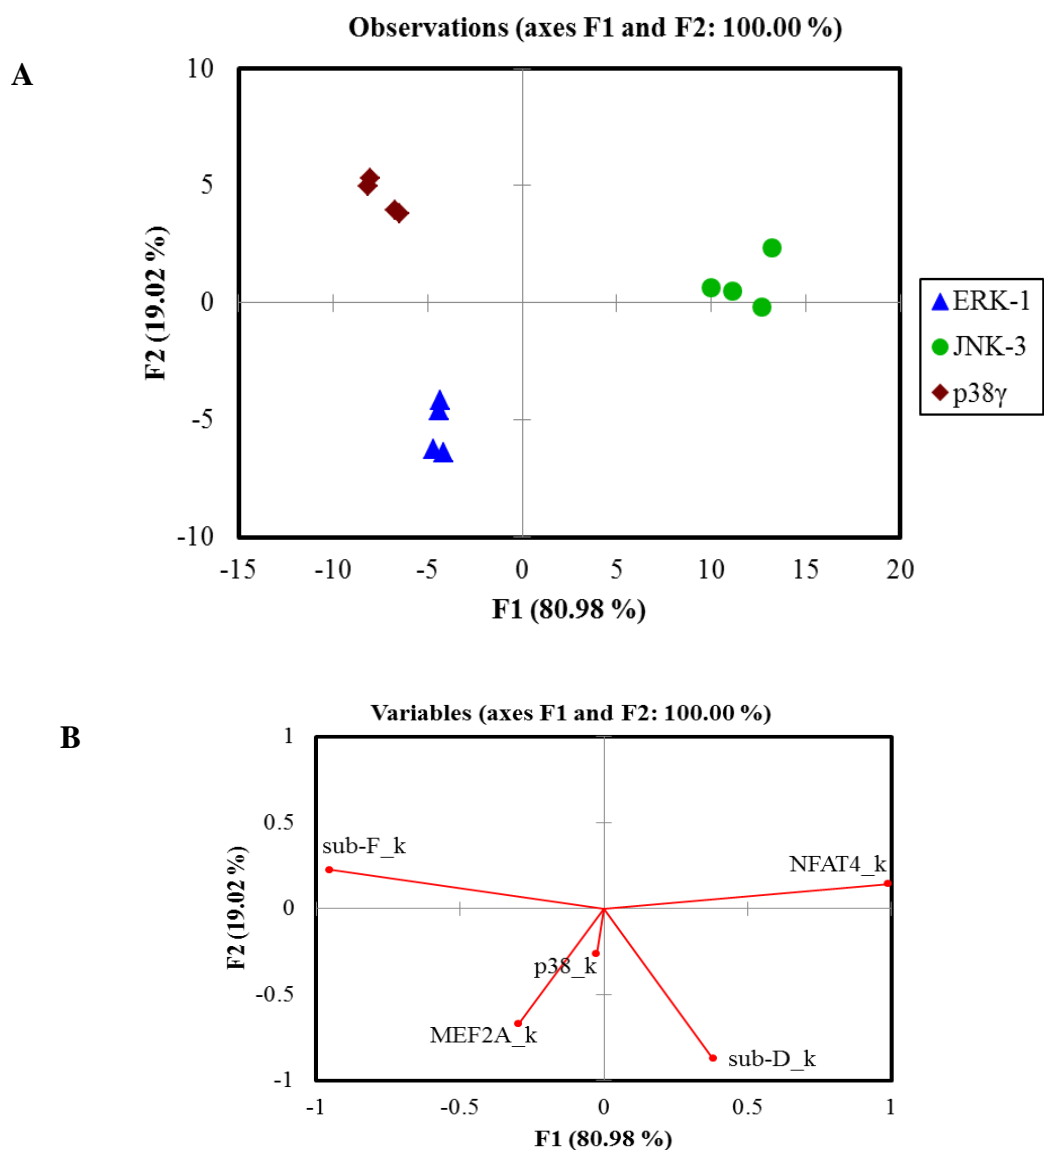 Observations (axes F1 and F2: 100.00 %)
A
10
5
0
-5
-10
F2 (19.02 %)
-15 -10 -5 0 5 10 15 20
F1 (80.98 %)
ERK-1
JNK-3
p38γ
Variables (axes F1 and F2: 100.00 %)
B
1
0.5
0
-0.5
-1
F2 (19.02 %)
sub-F_k
NFAT4_k
p38_k
MEF2A_k
sub-D_k
-1 -0.5 0 0.5 1
F1 (80.98 %)